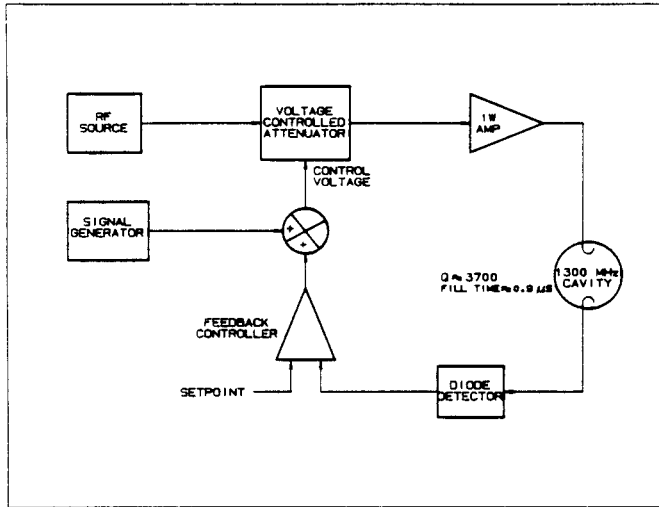 RF
SOURCE
VOLTAGE
CONTROLLED
ATTENUATOR
1W
AMP
CONTROL
VOLTAGE
SIGNAL
GENERATOR
+
+
Q ≈ 3700
FILL TIME≈0.9 μS
1300 MHz
CAVITY
FEEDBACK
CONTROLLER
SETPOINT
DIODE
DETECTOR